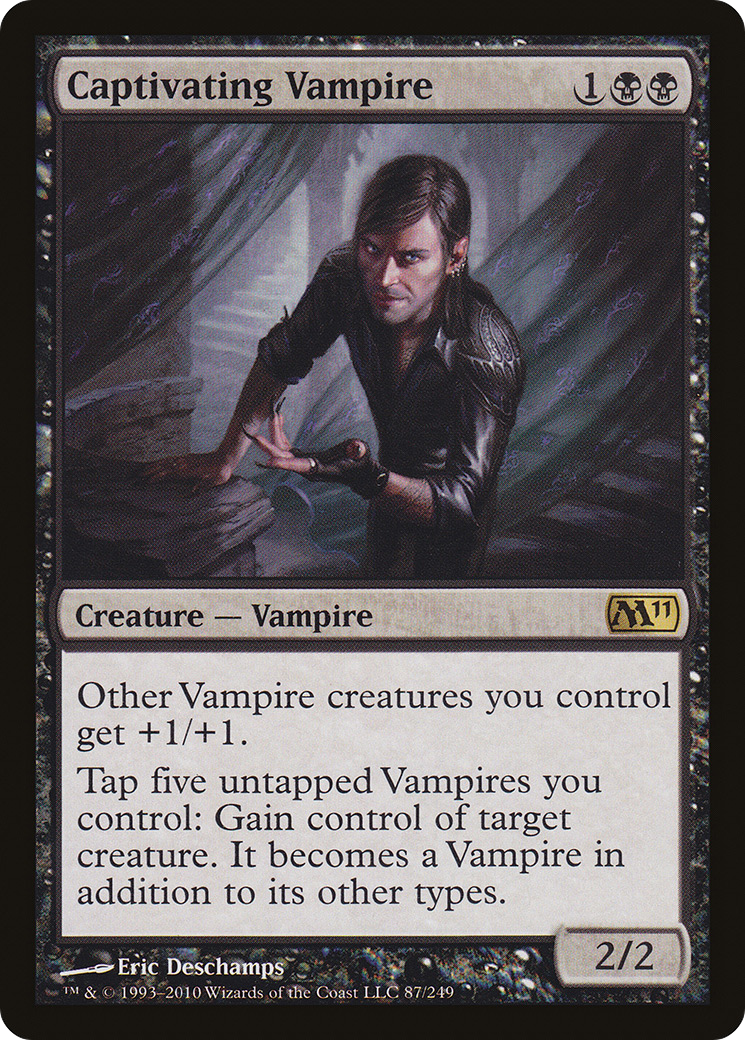 Captivating Vampire 1
Creature — Vampire M11
Other Vampire creatures you control
get +1/+1.
Tap five untapped Vampires you
control: Gain control of target
creature. It becomes a Vampire in
addition to its other types.
2/2
Eric Deschamps
™ & © 1993–2010 Wizards of the Coast LLC 87/249